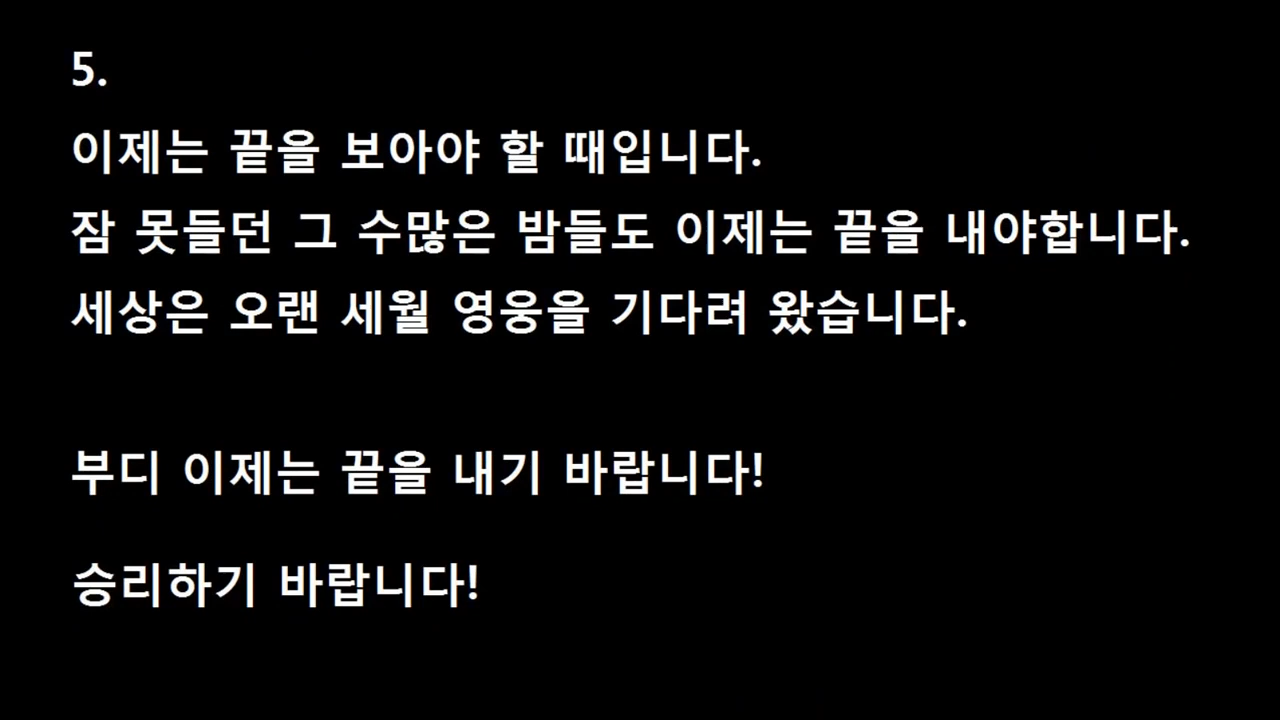 5.
이제는 끝을 보아야 할 때입니다.
잠 못들던 그 수많은 밤들도 이제는 끝을 내야합니다.
세상은 오랜 세월 영웅을 기다려 왔습니다.
부디 이제는 끝을 내기 바랍니다!
승리하기 바랍니다!